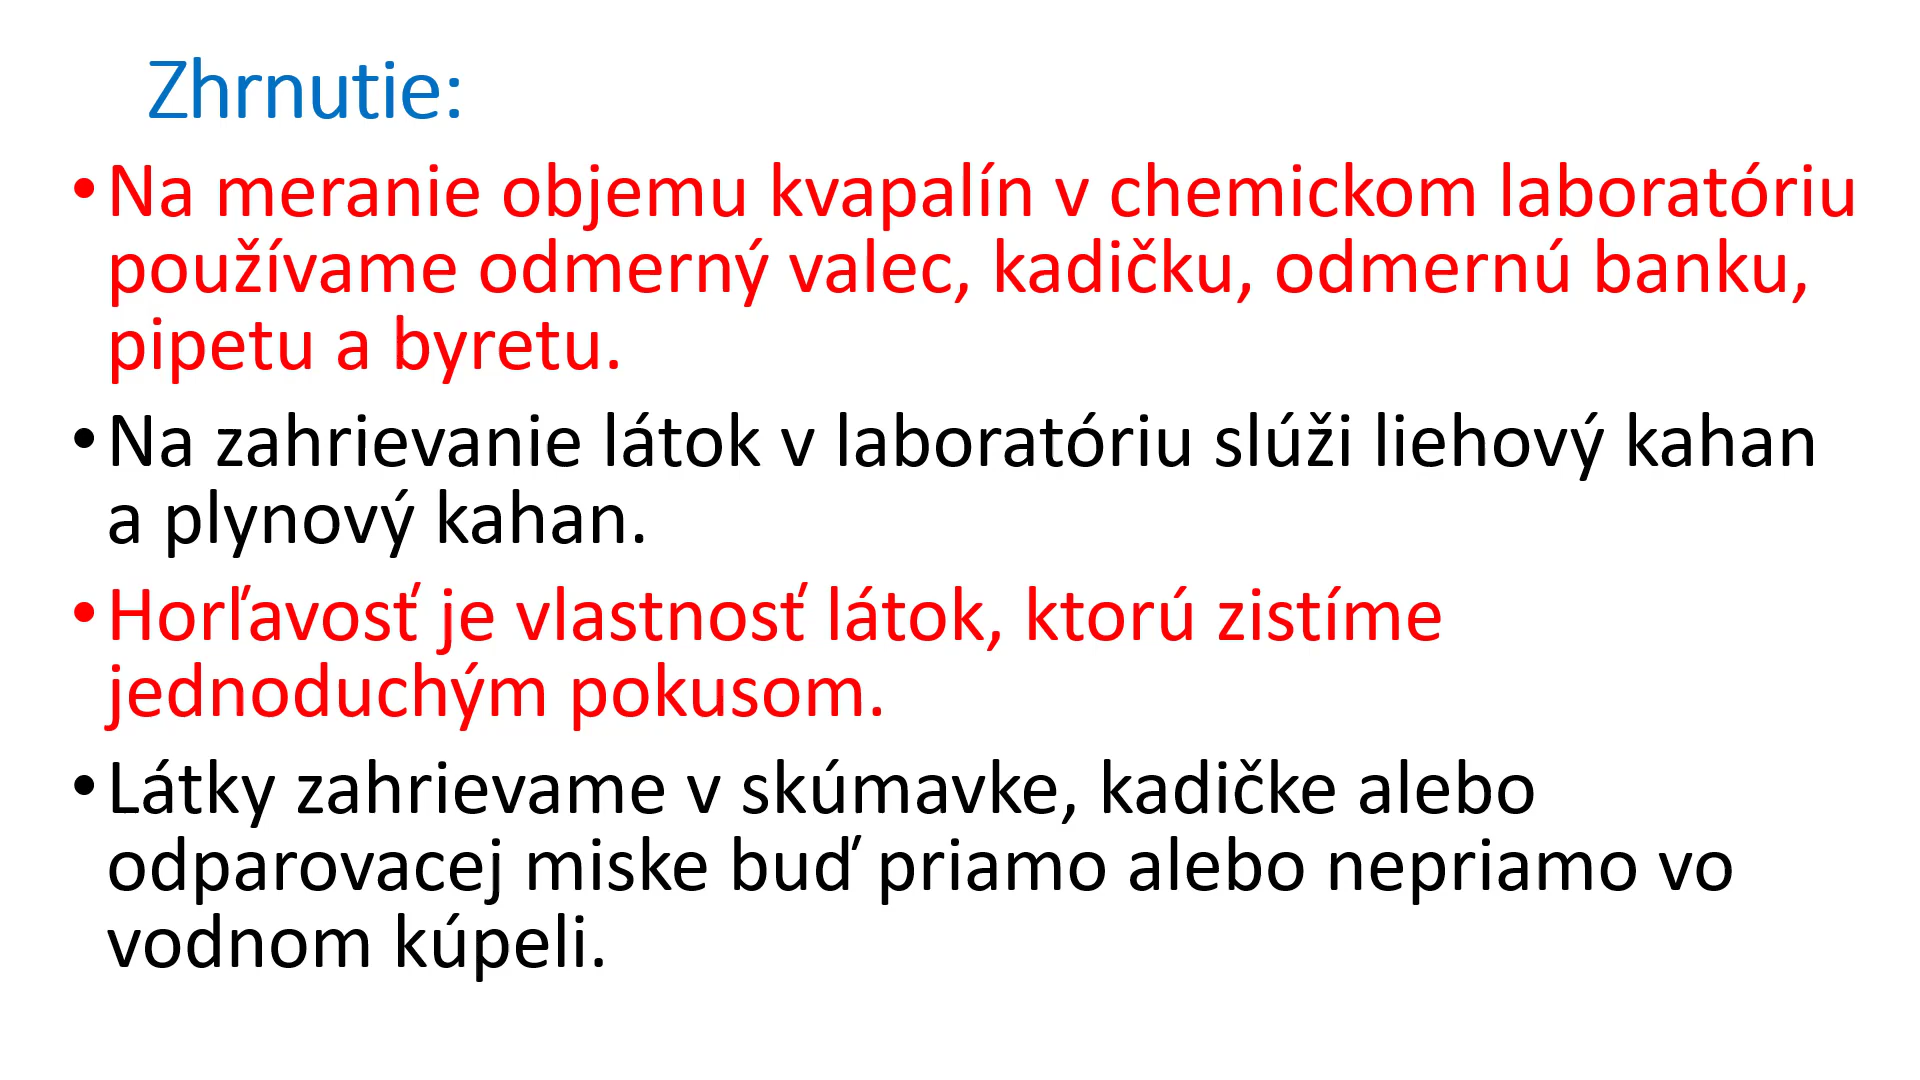 Zhrnutie:
•Na meranie objemu kvapalín v chemickom laboratóriu
používame odmerný valec, kadičku, odmernú banku,
pipetu a byretu.
•Na zahrievanie látok v laboratóriu slúži liehový kahan
a plynový kahan.
•Horľavosť je vlastnosť látok, ktorú zistíme
jednoduchým pokusom.
•Látky zahrievame v skúmavke, kadičke alebo
odparovacej miske buď priamo alebo nepriamo vo
vodnom kúpeli.